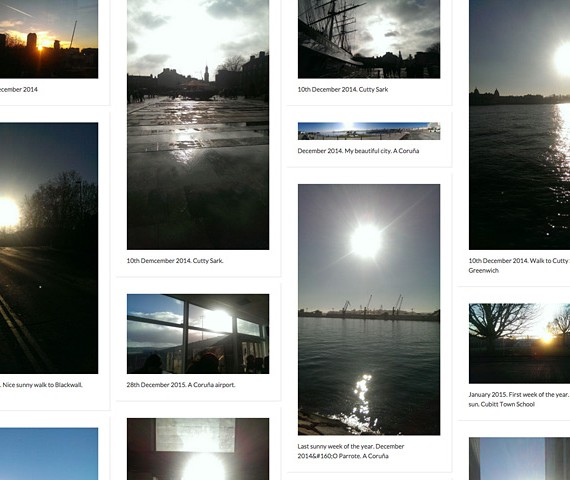 ecember 2014
. Nice sunny walk to Blackwall.
10th Demcember 2014. Cutty Sark.
28th December 2015. A Coruña airport.
10th December 2014. Cutty Sark
December 2014. My beautiful city. A Coruña
Last sunny week of the year. December
2014&#160;O Parrote. A Coruña
10th December 2014. Walk to Cutty
Greenwich
January 2015. First week of the year.
sun. Cubitt Town School